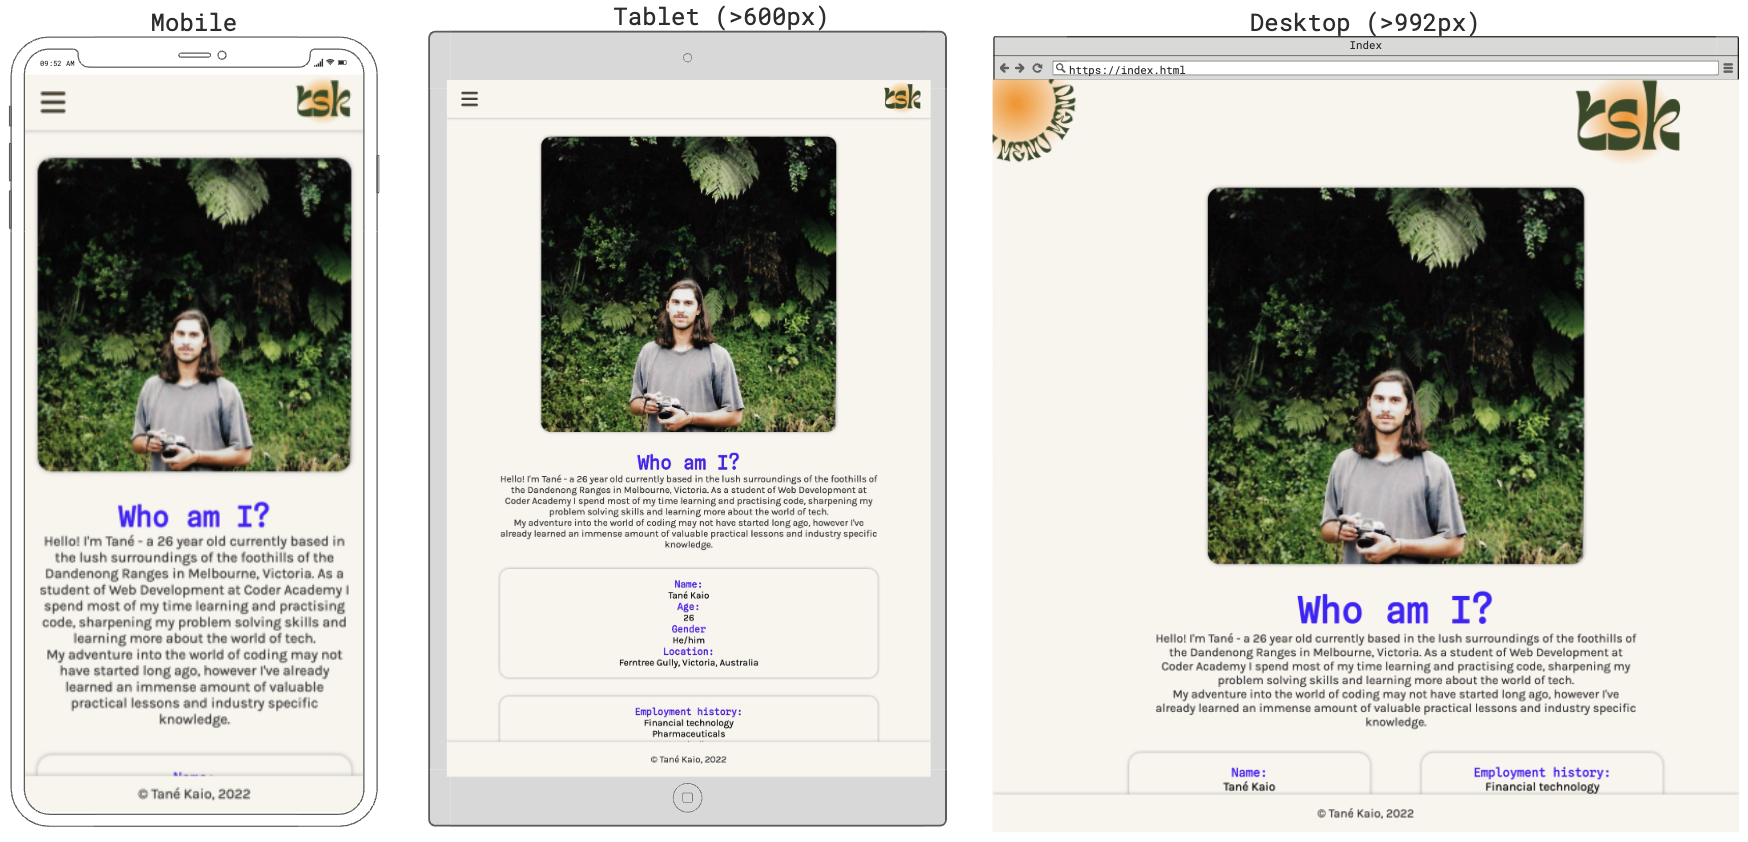 Mobile
09:52 AM
rsk
Who am I?
Hello! I'm Tané - a 26 year old currently based in
the lush surroundings of the foothills of the
Dandenong Ranges in Melbourne, Victoria. As a
student of Web Development at Coder Academy I
spend most of my time learning and practising
code, sharpening my problem solving skills and
learning more about the world of tech.
My adventure into the world of coding may not
have started long ago, however I've already
learned an immense amount of valuable
practical lessons and industry specific
knowledge.
Name:
© Tané Kaio, 2022
Tablet (>600px)
rsk
Who am I?
Hello! I'm Tané - a 26 year old currently based in the lush surroundings of the foothills of
the Dandenong Ranges in Melbourne, Victoria. As a student of Web Development at
Coder Academy I spend most of my time learning and practising code, sharpening my
problem solving skills and learning more about the world of tech.
My adventure into the world of coding may not have started long ago, however I've
already learned an immense amount of valuable practical lessons and industry specific
knowledge.
Name:
Tané Kaio
Age:
26
Gender
He/him
Location:
Ferntree Gully, Victoria, Australia
Employment history:
Financial technology
Pharmaceuticals
© Tané Kaio, 2022
Desktop (>992px)
Index
https://index.html
MENU MENU
rsk
Who am I?
Hello! I'm Tané - a 26 year old currently based in the lush surroundings of the foothills of
the Dandenong Ranges in Melbourne, Victoria. As a student of Web Development at
Coder Academy I spend most of my time learning and practising code, sharpening my
problem solving skills and learning more about the world of tech.
My adventure into the world of coding may not have started long ago, however I've
already learned an immense amount of valuable practical lessons and industry specific
knowledge.
Name:
Tané Kaio
Employment history:
Financial technology
© Tané Kaio, 2022